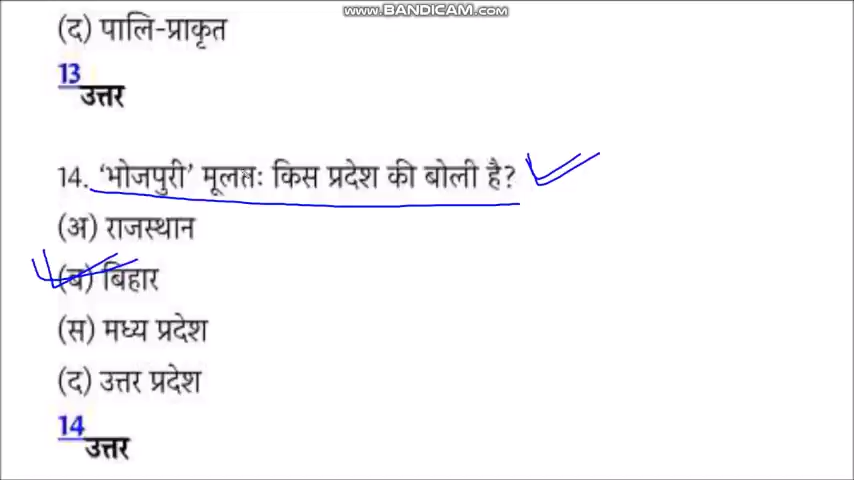 www.BANDICAM.com
(द) पालि-प्राकृत
13
उत्तर
14. ‘भोजपुरी’ मूलतः किस प्रदेश की बोली है?
(अ) राजस्थान
(ब) बिहार
(स) मध्य प्रदेश
(द) उत्तर प्रदेश
14
उत्तर